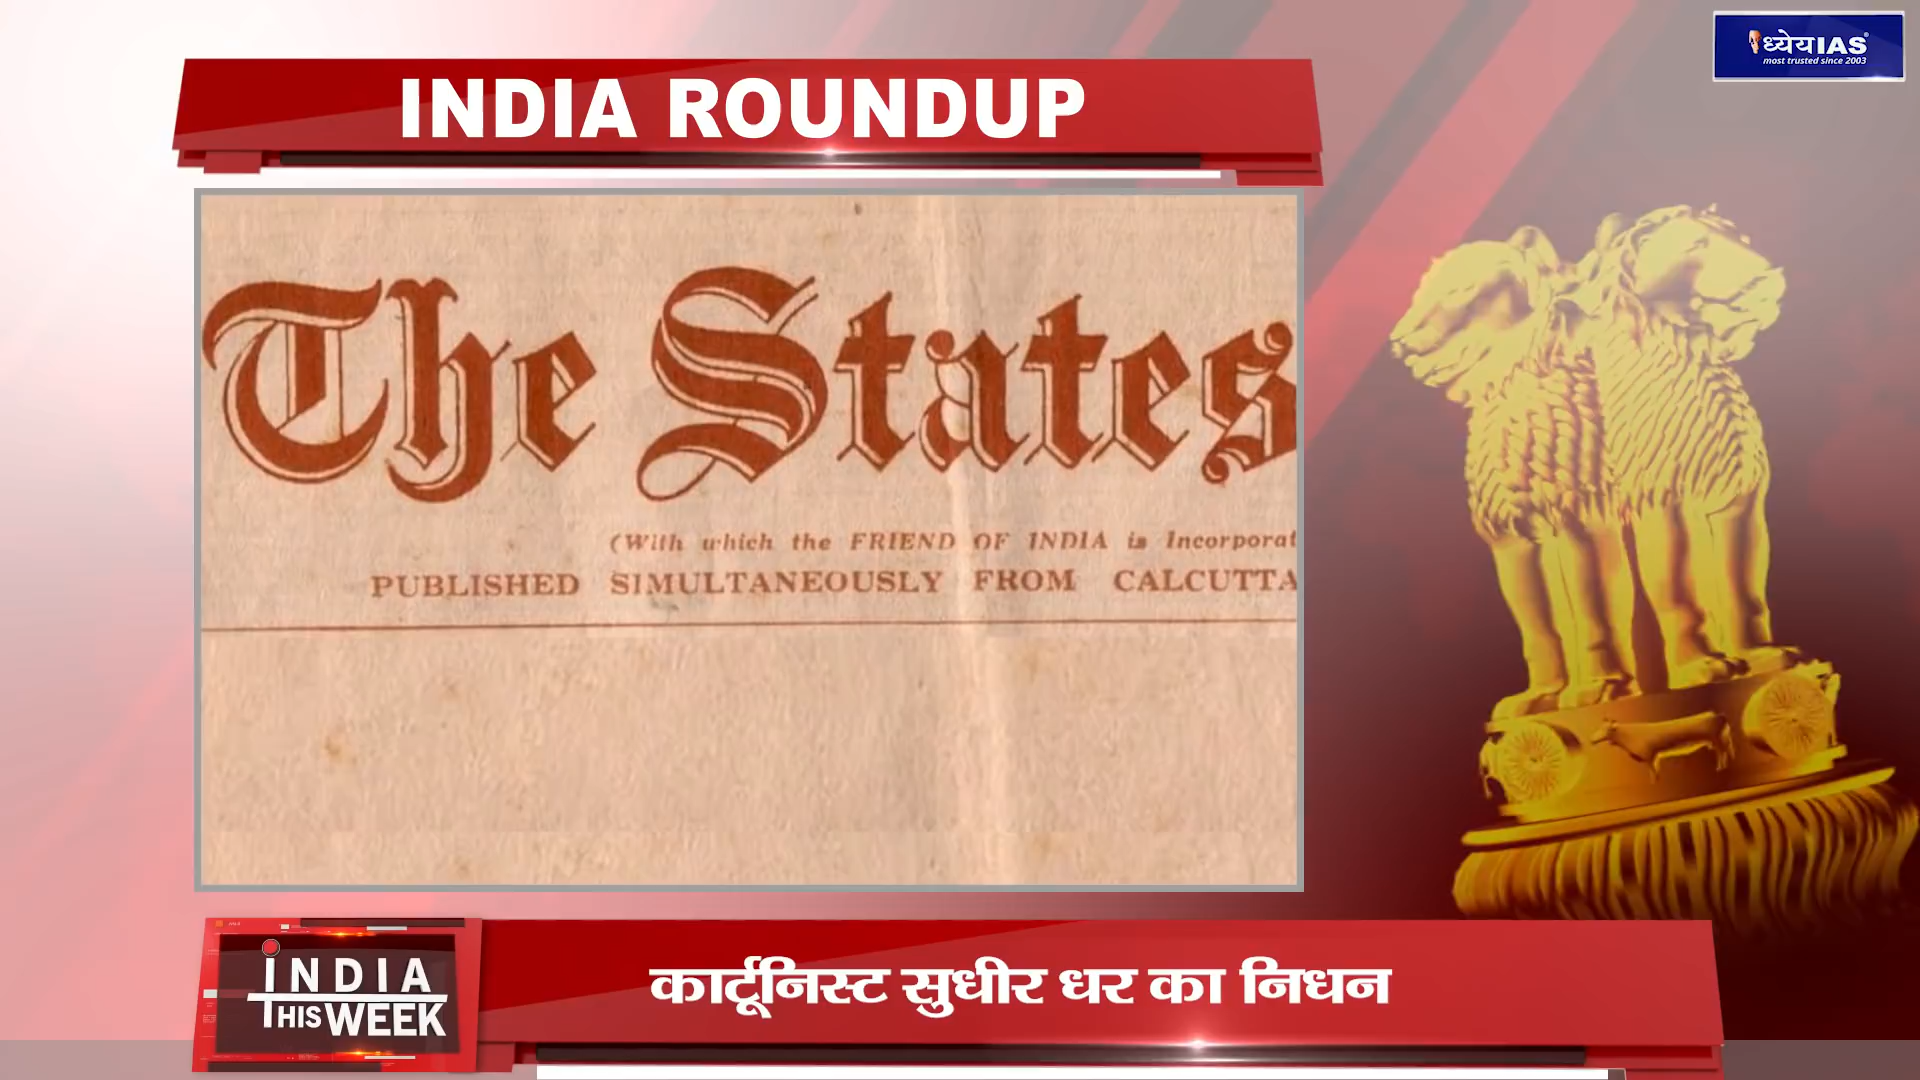 ध्येयIAS®
most trusted since 2003
INDIA ROUNDUP
The States
(With which the FRIEND OF INDIA is Incorporat
PUBLISHED SIMULTANEOUSLY FROM CALCUTTA
INDIA
THIS WEEK
कार्टूनिस्ट सुधीर धर का निधन